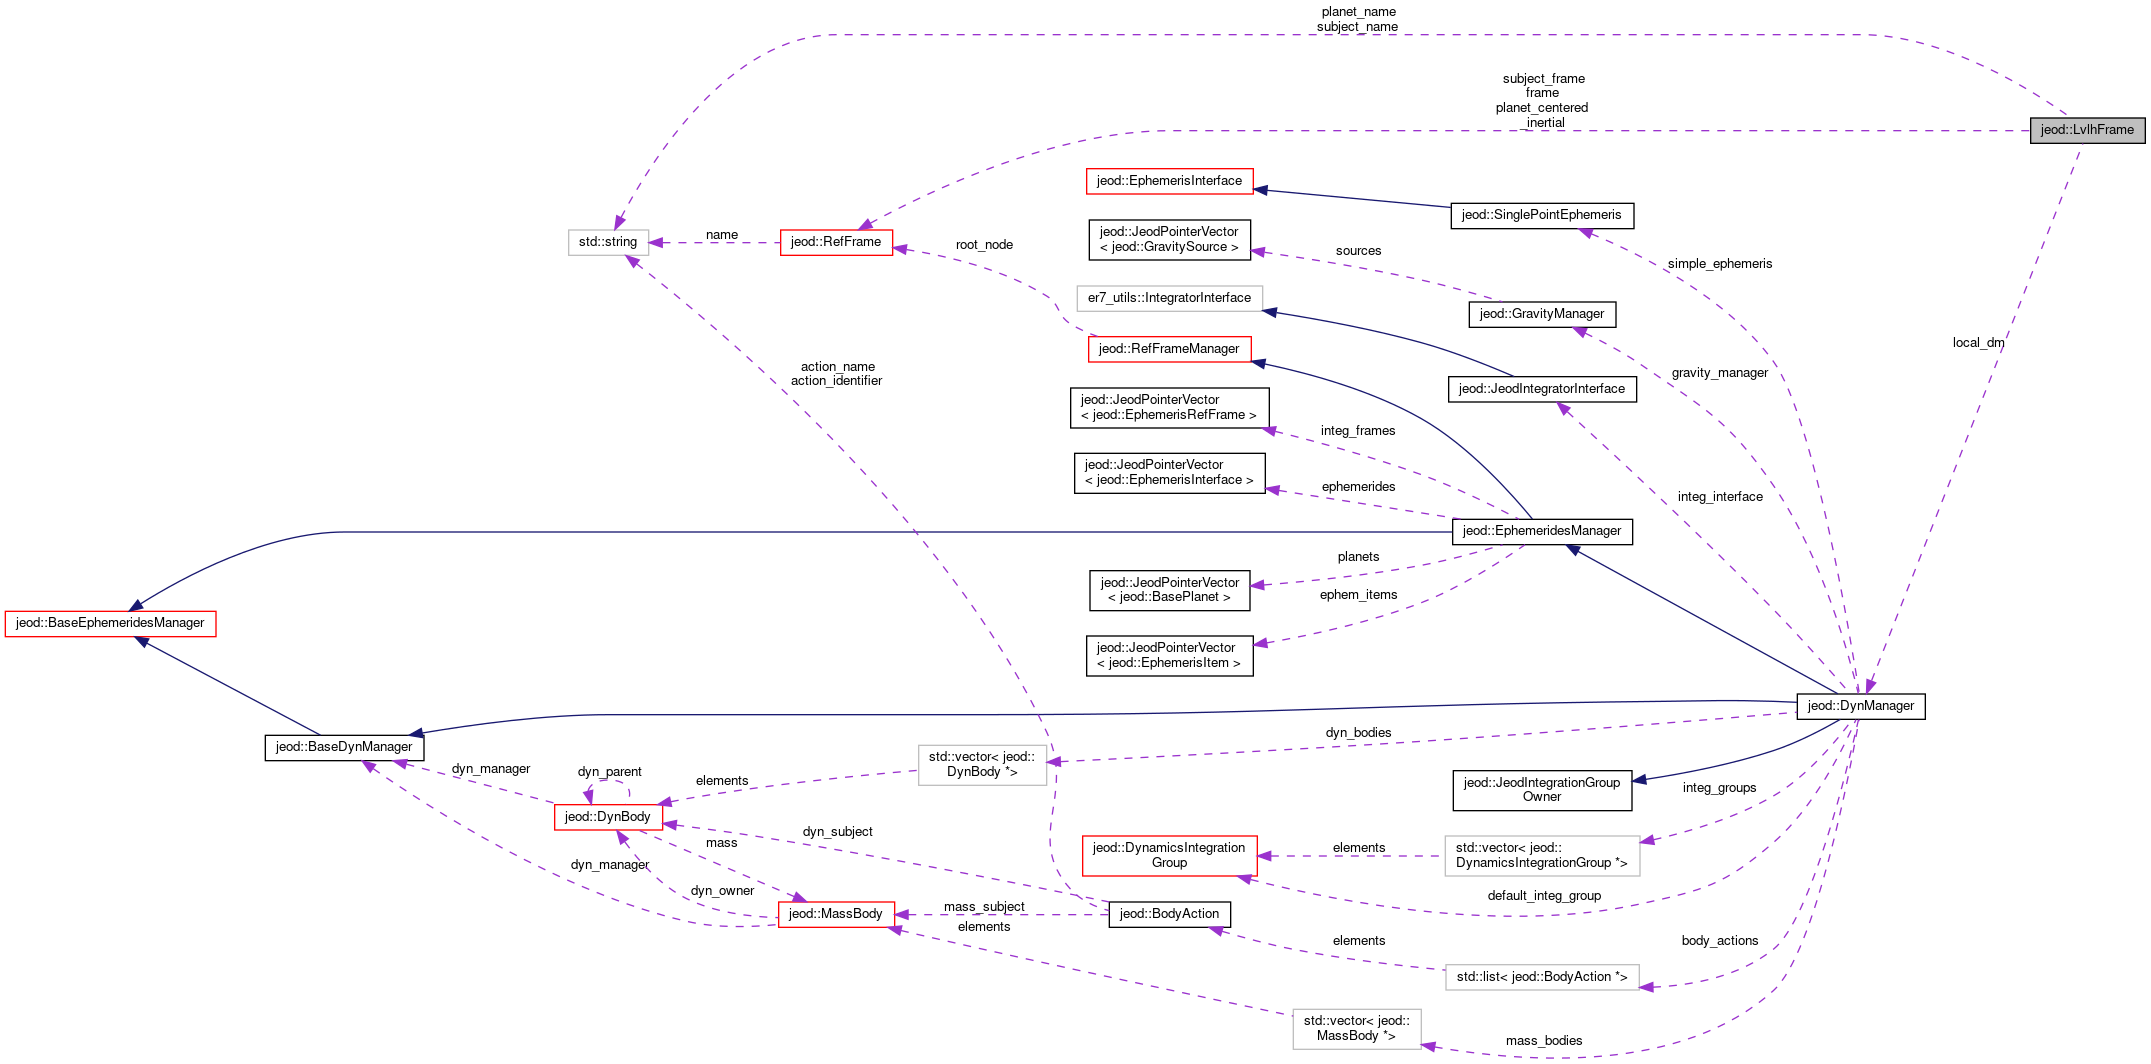 planet_name
subject_name
subject_frame
frame
planet_centered
_inertial
jeod::LvlhFrame
jeod::EphemerisInterface
jeod::SinglePointEphemeris
jeod::JeodPointerVector
< jeod::GravitySource >
std::string
name
jeod::RefFrame
root_node
sources
simple_ephemeris
er7_utils::IntegratorInterface
jeod::GravityManager
jeod::RefFrameManager
local_dm
action_name
action_identifier
gravity_manager
jeod::JeodIntegratorInterface
jeod::JeodPointerVector
< jeod::EphemerisRefFrame >
integ_frames
jeod::JeodPointerVector
< jeod::EphemerisInterface >
ephemerides
integ_interface
jeod::EphemeridesManager
planets
jeod::JeodPointerVector
< jeod::BasePlanet >
ephem_items
jeod::BaseEphemeridesManager
jeod::JeodPointerVector
< jeod::EphemerisItem >
jeod::DynManager
dyn_bodies
jeod::BaseDynManager
std::vector< jeod::
DynBody *>
dyn_manager
dyn_parent
elements
jeod::JeodIntegrationGroup
Owner
integ_groups
jeod::DynBody
dyn_subject
mass
jeod::DynamicsIntegration
Group
elements
std::vector< jeod::
DynamicsIntegrationGroup *>
dyn_manager
dyn_owner
default_integ_group
jeod::MassBody
mass_subject
elements
jeod::BodyAction
elements
body_actions
std::list< jeod::BodyAction *>
std::vector< jeod::
MassBody *>
mass_bodies